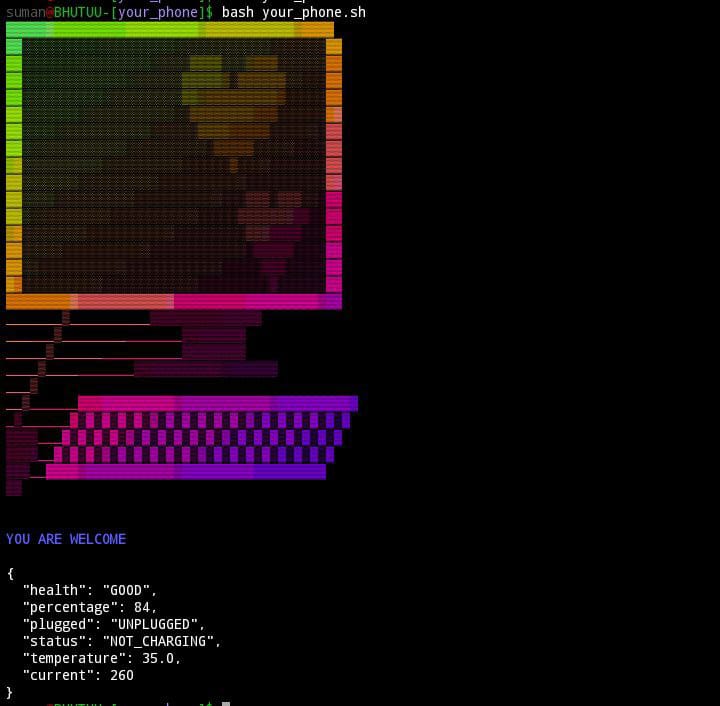 suman@BHUTUU-[your_phone]$ bash your_phone.sh
YOU ARE WELCOME
{
"health": "GOOD",
"percentage": 84,
"plugged": "UNPLUGGED",
"status": "NOT_CHARGING",
"temperature": 35.0,
"current": 260
}